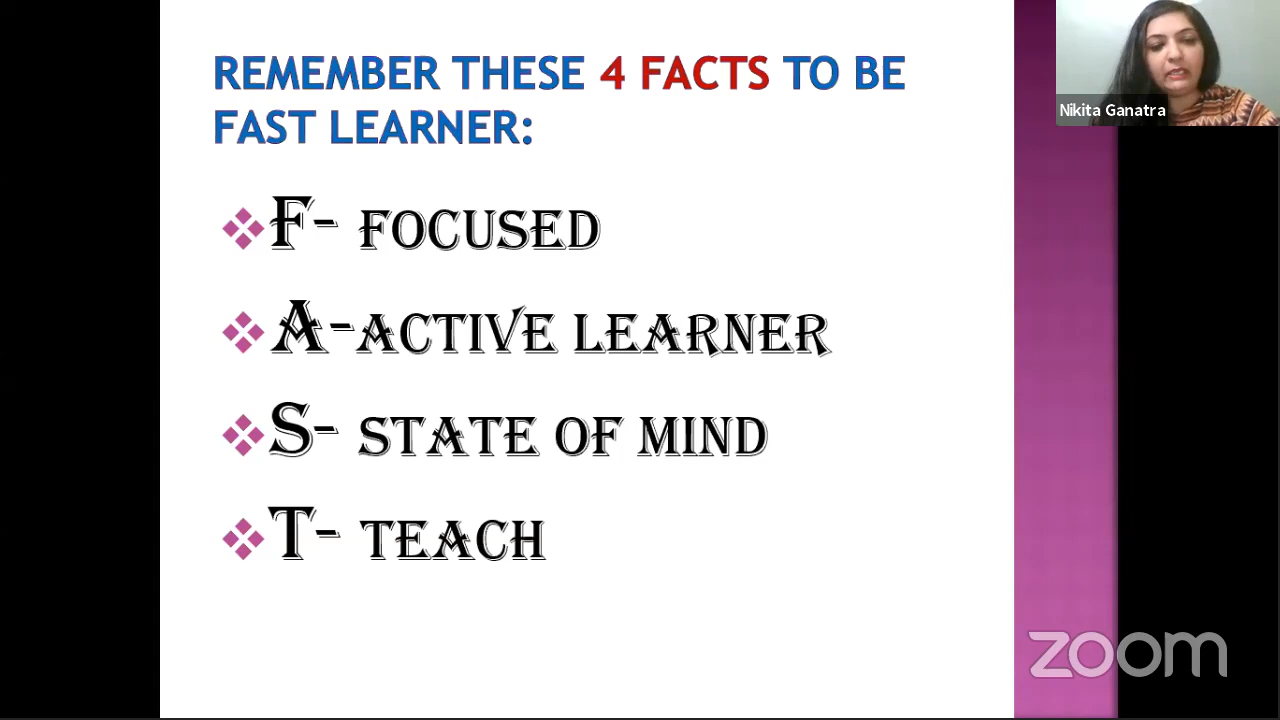 REMEMBER THESE 4 FACTS TO BE
FAST LEARNER:
F- FOCUSED
A-ACTIVE LEARNER
S- STATE OF MIND
T- TEACH
Nikita Ganatra
zoom